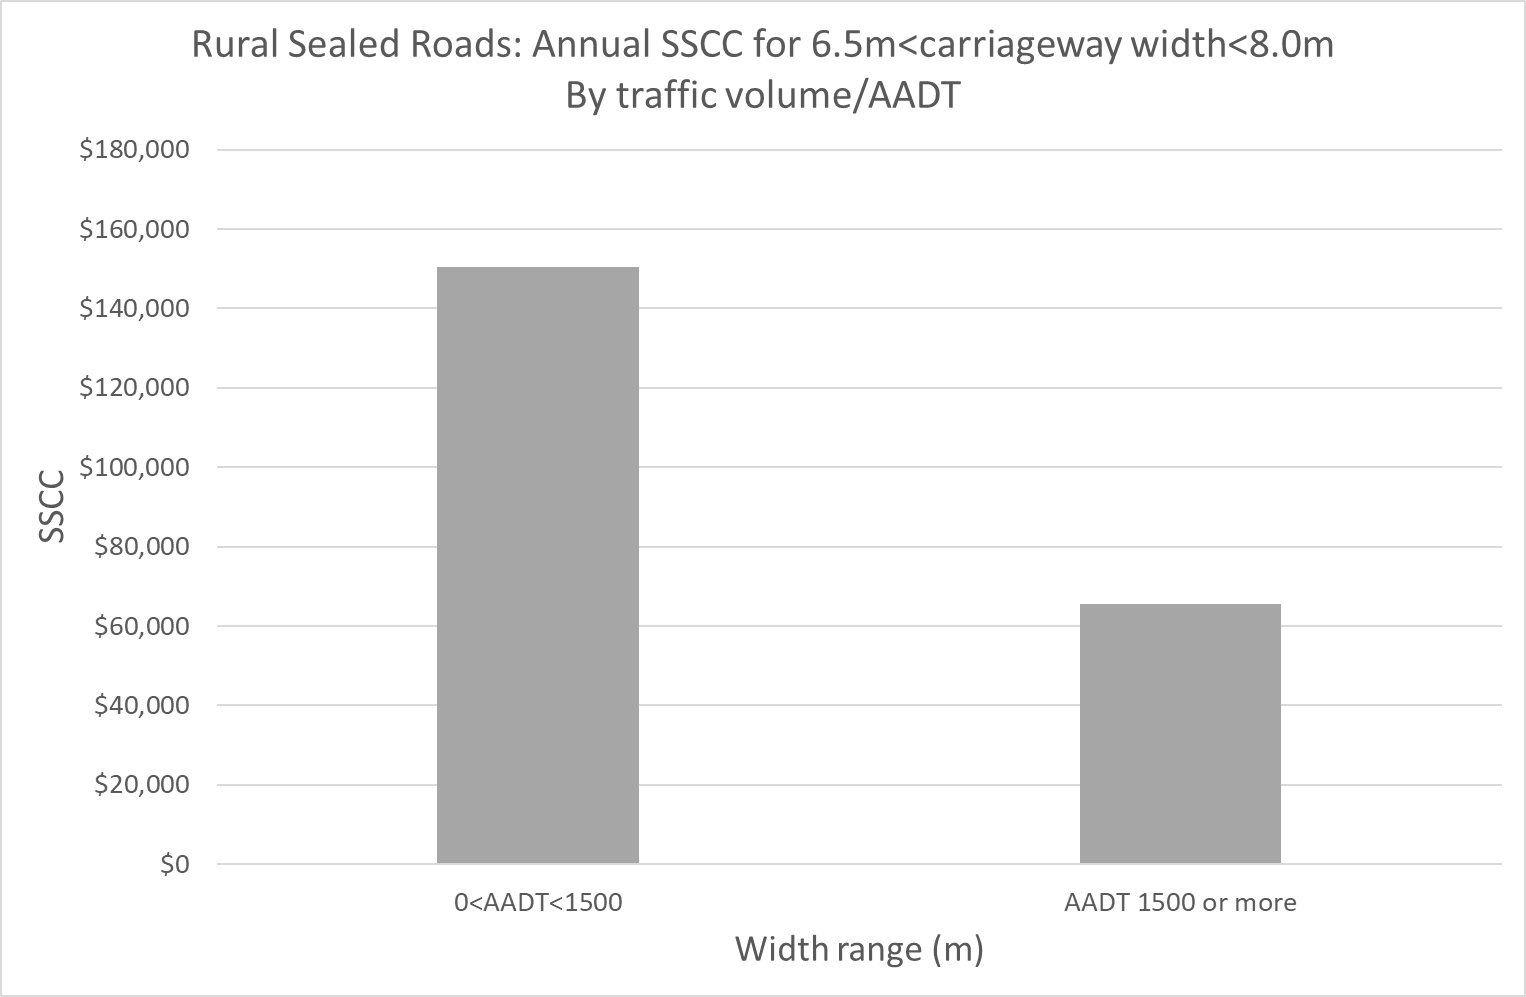 Rural Sealed Roads: Annual SSCC for 6.5m<carriageway width<8.0m
By traffic volume/AADT
$180,000
$160,000
$140,000
$120,000
$100,000
$80,000
$60,000
$40,000
$20,000
$0
SSCC
0<AADT<1500
AADT 1500 or more
Width range (m)